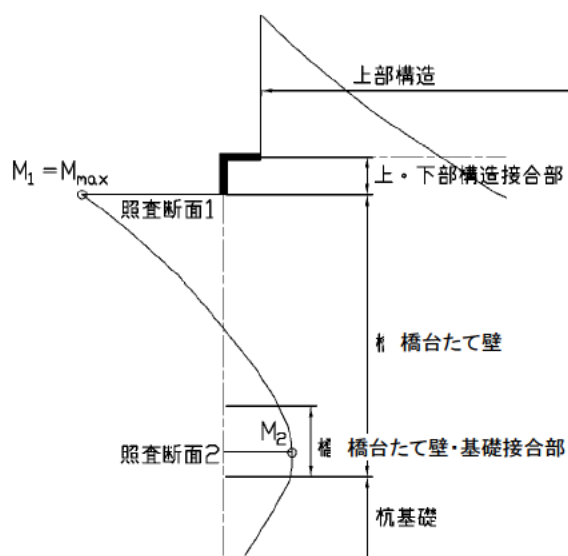 上部構造
M₁ = Mmax
上・下部構造接合部
照査断面1
橋台たて壁
M₂
橋台たて壁・基礎接合部
照査断面2
杭基礎